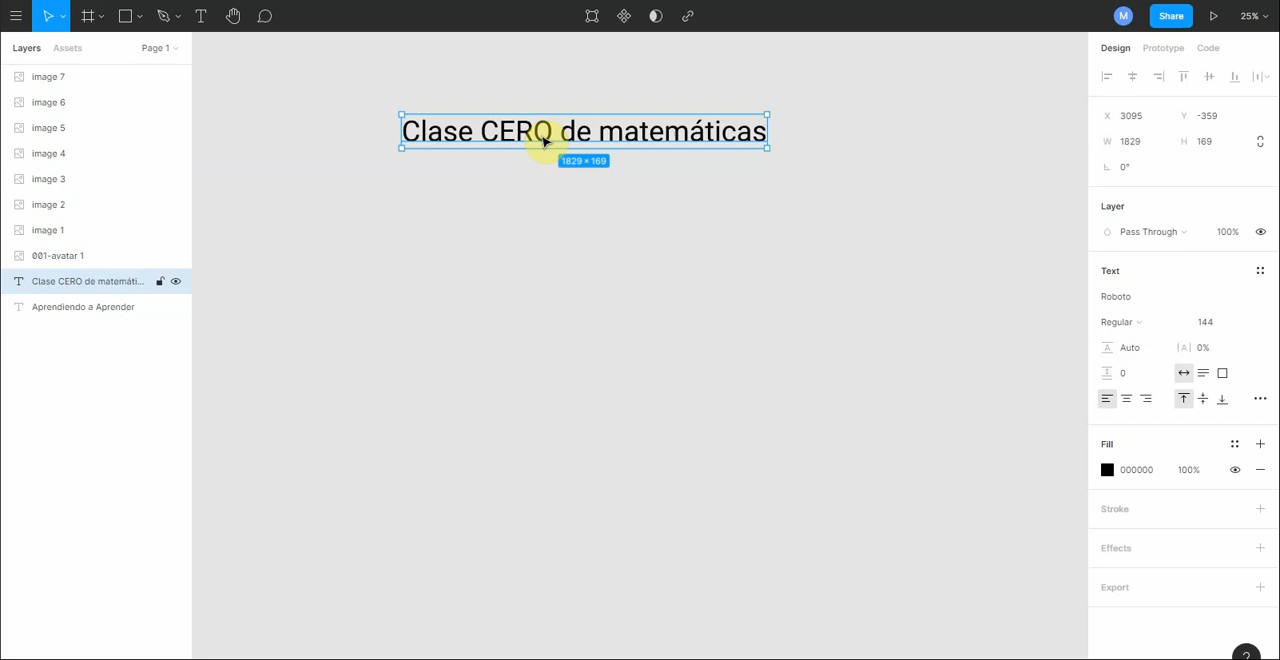 M
Share
25%
Layers
Assets
Page 1
Design
Prototype
Code
image 7
image 6
image 5
image 4
image 3
image 2
image 1
001-avatar 1
Clase CERO de matemáti...
Aprendiendo a Aprender
Clase CERO de matemáticas
1829 × 169
X 3095 Y -359
W 1829 H 169
0°
Layer
Pass Through 100%
Text
Roboto
Regular 144
A Auto |A| 0%
0
Fill
000000 100%
Stroke
Effects
Export
?